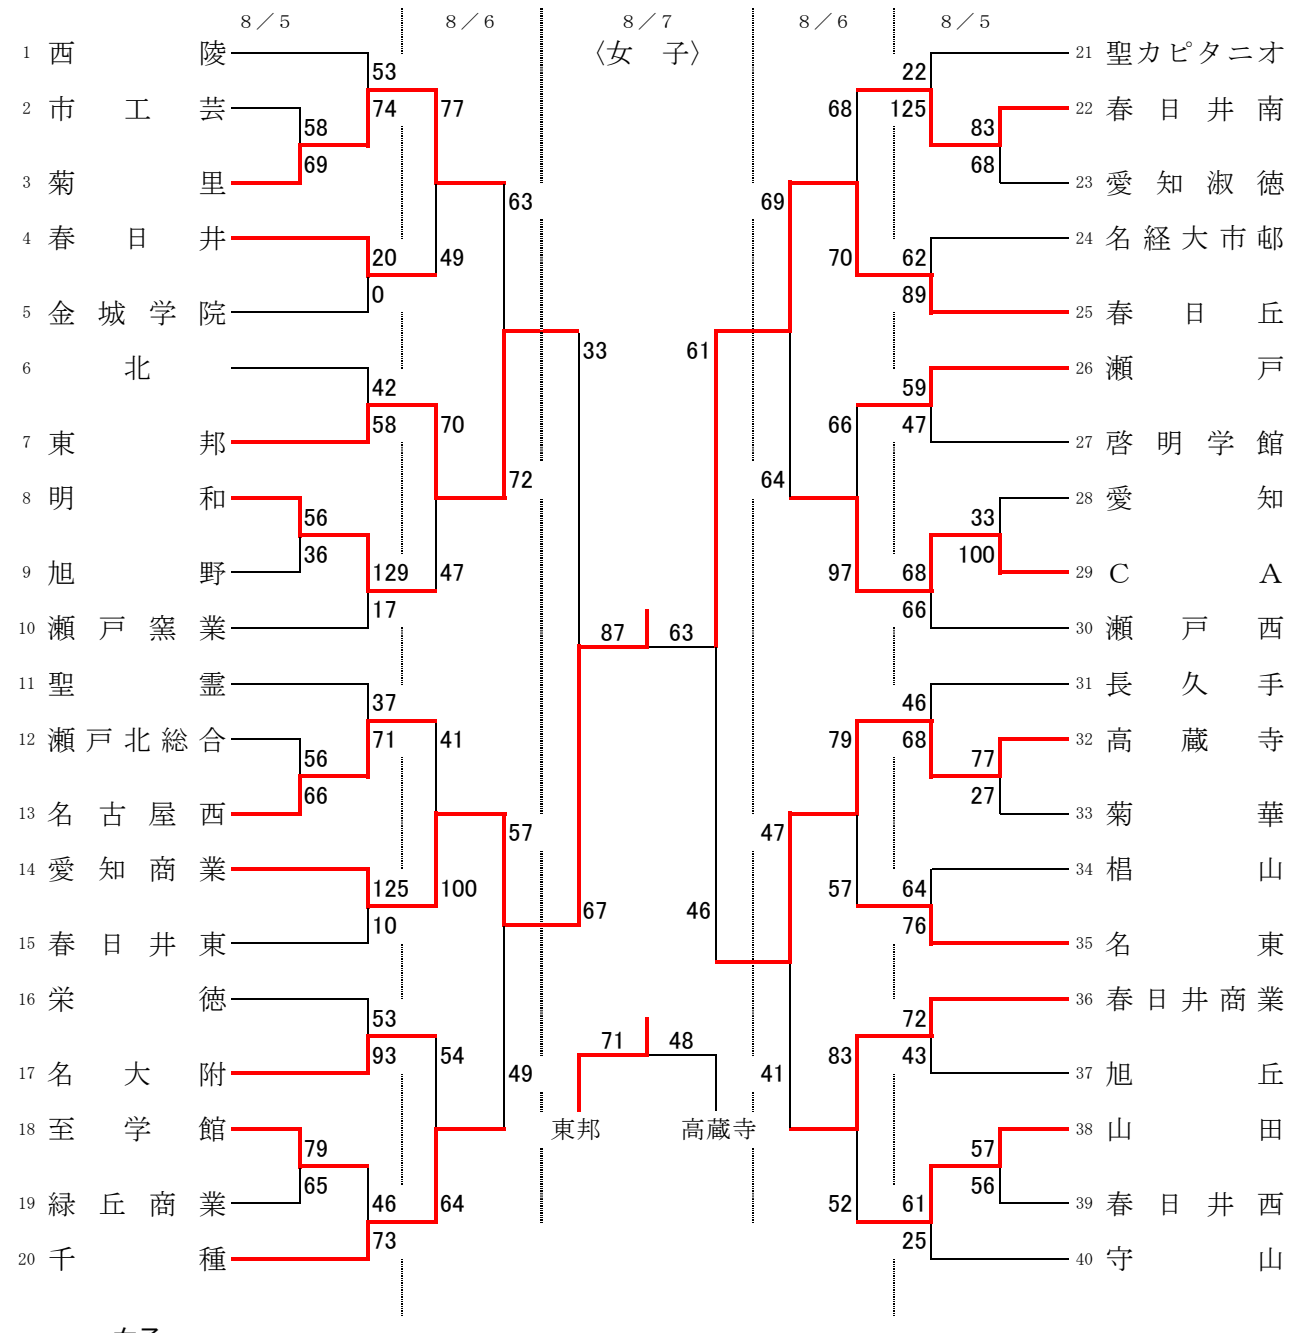 8／5 8／6 8／7 8／6 8／5
〈女 子〉
1 西陵
2 市工芸
3 菊里
4 春日井
5 金城学院
6 北
7 東邦
8 明和
9 旭野
10 瀬戸窯業
11 聖霊
12 瀬戸北総合
13 名古屋西
14 愛知商業
15 春日井東
16 栄徳
17 名大附
18 至学館
19 緑丘商業
20 千種
53
74
58
69
20
0
42
58
56
36
129
17
37
71
56
66
125
10
53
93
79
65
46
73
77
49
70
47
41
100
54
64
63
72
57
49
33
67
87 63
71 48
東邦 高蔵寺
61
46
69
64
47
41
68
70
66
97
79
57
83
52
22
125
83
68
62
89
59
47
33
100
68
66
46
68
77
27
64
76
72
43
57
56
61
25
21 聖カピタニオ
22 春日井南
23 愛知淑徳
24 名経大市邨
25 春日丘
26 瀬戸
27 啓明学館
28 愛知
29 ＣＡ
30 瀬戸西
31 長久手
32 高蔵寺
33 菊華
34 椙山
35 名東
36 春日井商業
37 旭丘
38 山田
39 春日井西
40 守山